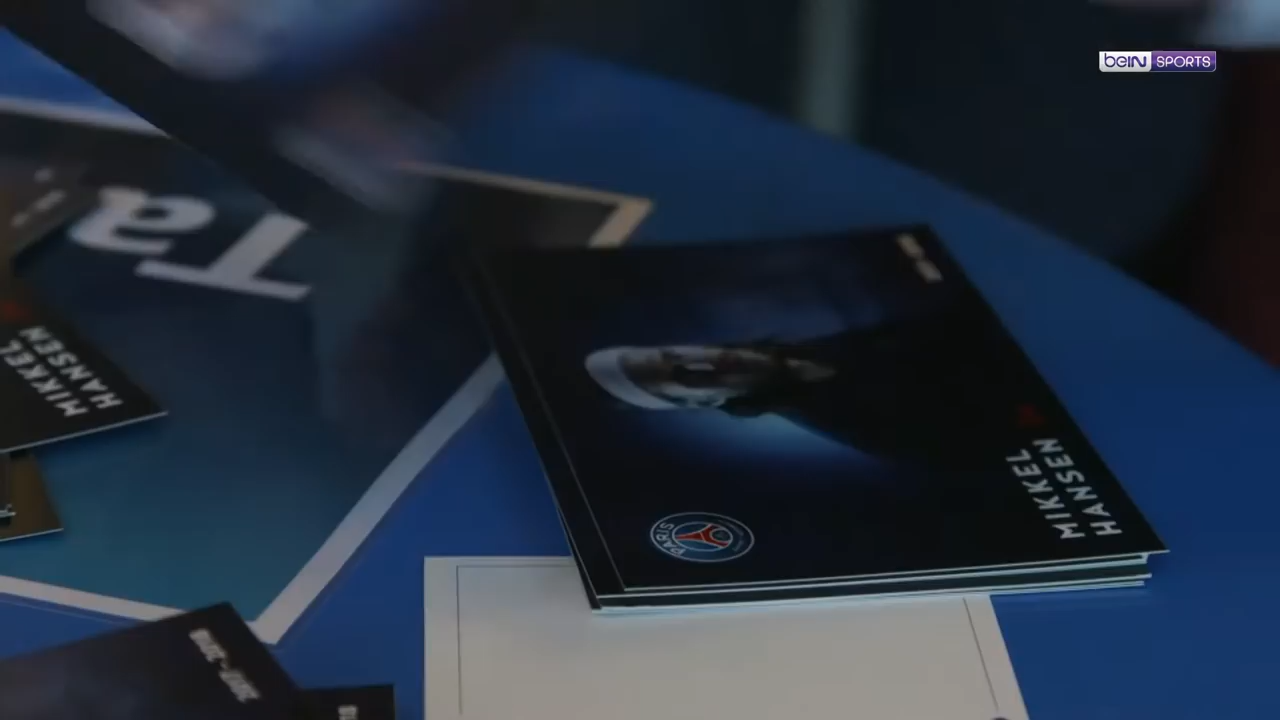 beIN SPORTS
Ta
MIKKEL
HANSEN
MIKKEL
HANSEN
PARIS